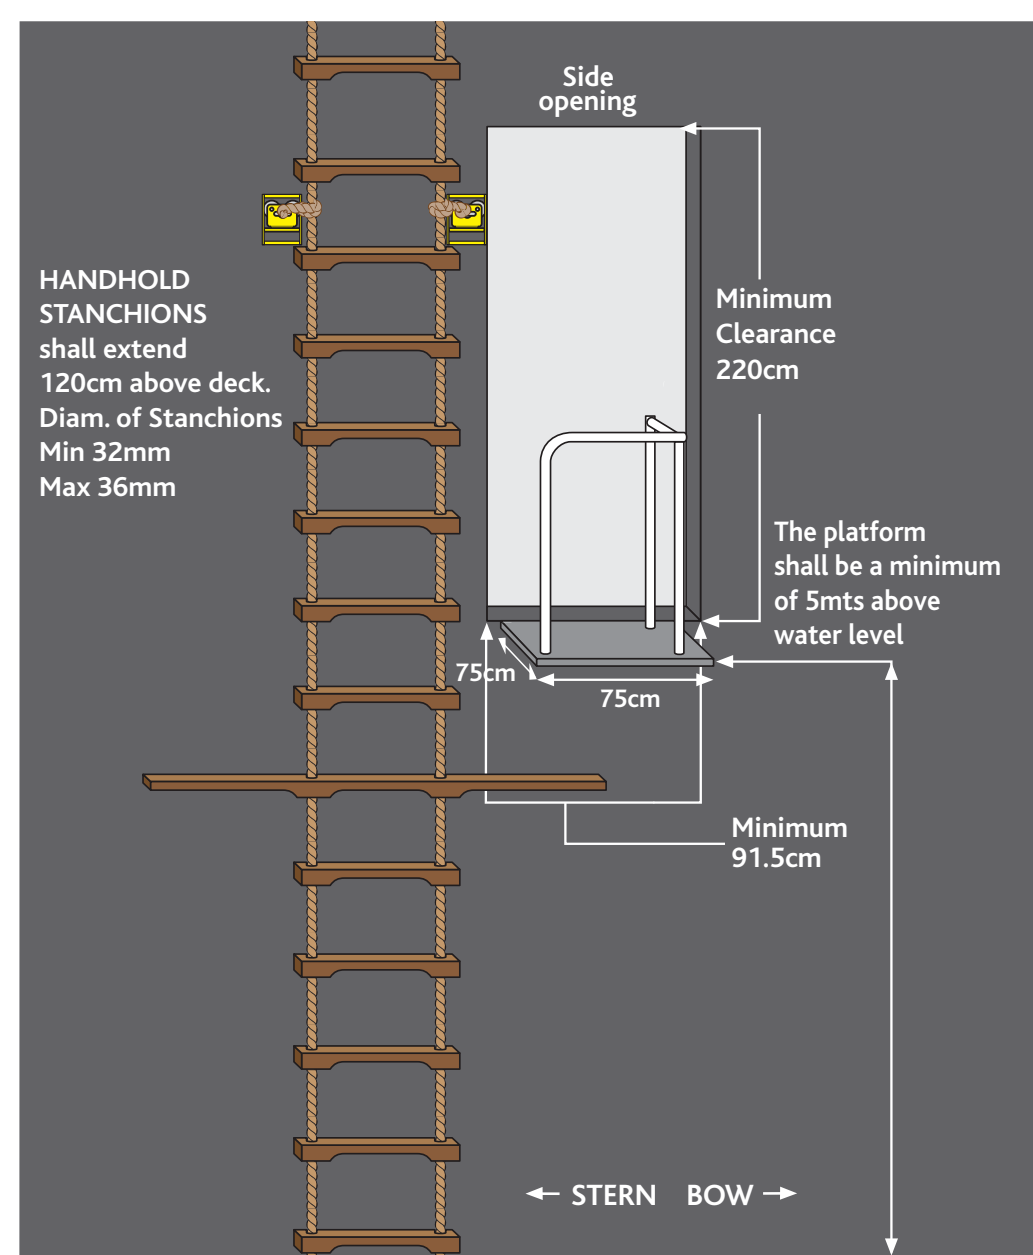 Side
opening
HANDHOLD
STANCHIONS
shall extend
120cm above deck.
Diam. of Stanchions
Min 32mm
Max 36mm
Minimum
Clearance
220cm
The platform
shall be a minimum
of 5mts above
water level
75cm
75cm
Minimum
91.5cm
STERN BOW